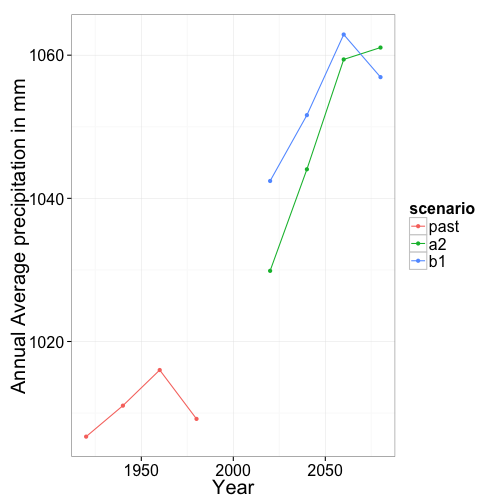 Annual Average precipitation in mm
1060
1040
1020
1950 2000 2050
Year
scenario
past
a2
b1